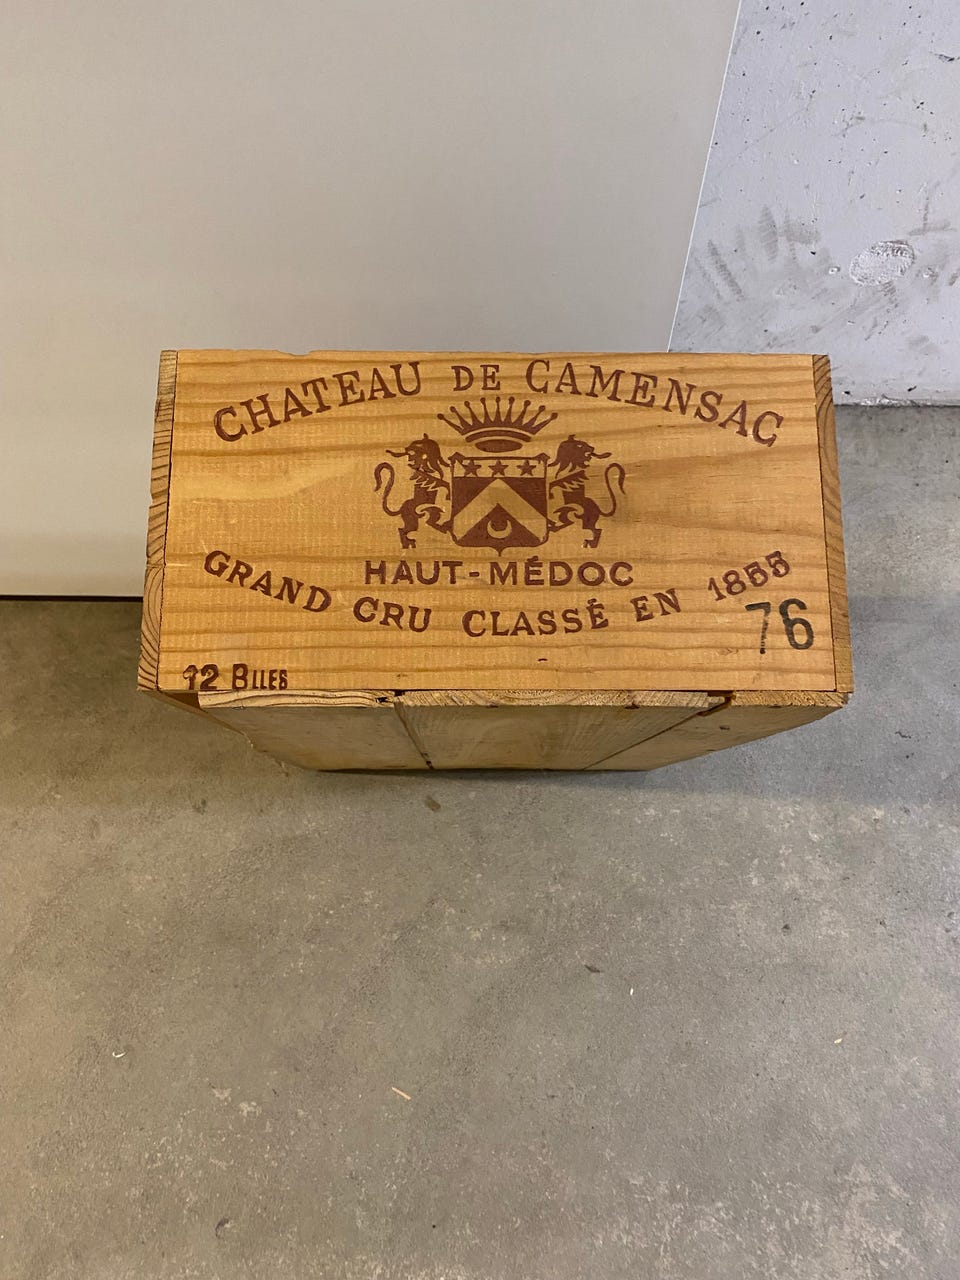 CHATEAU DE CAMENSAC
HAUT-MÉDOC
GRAND CRU CLASSÉ EN 1855
76
12 BLLES